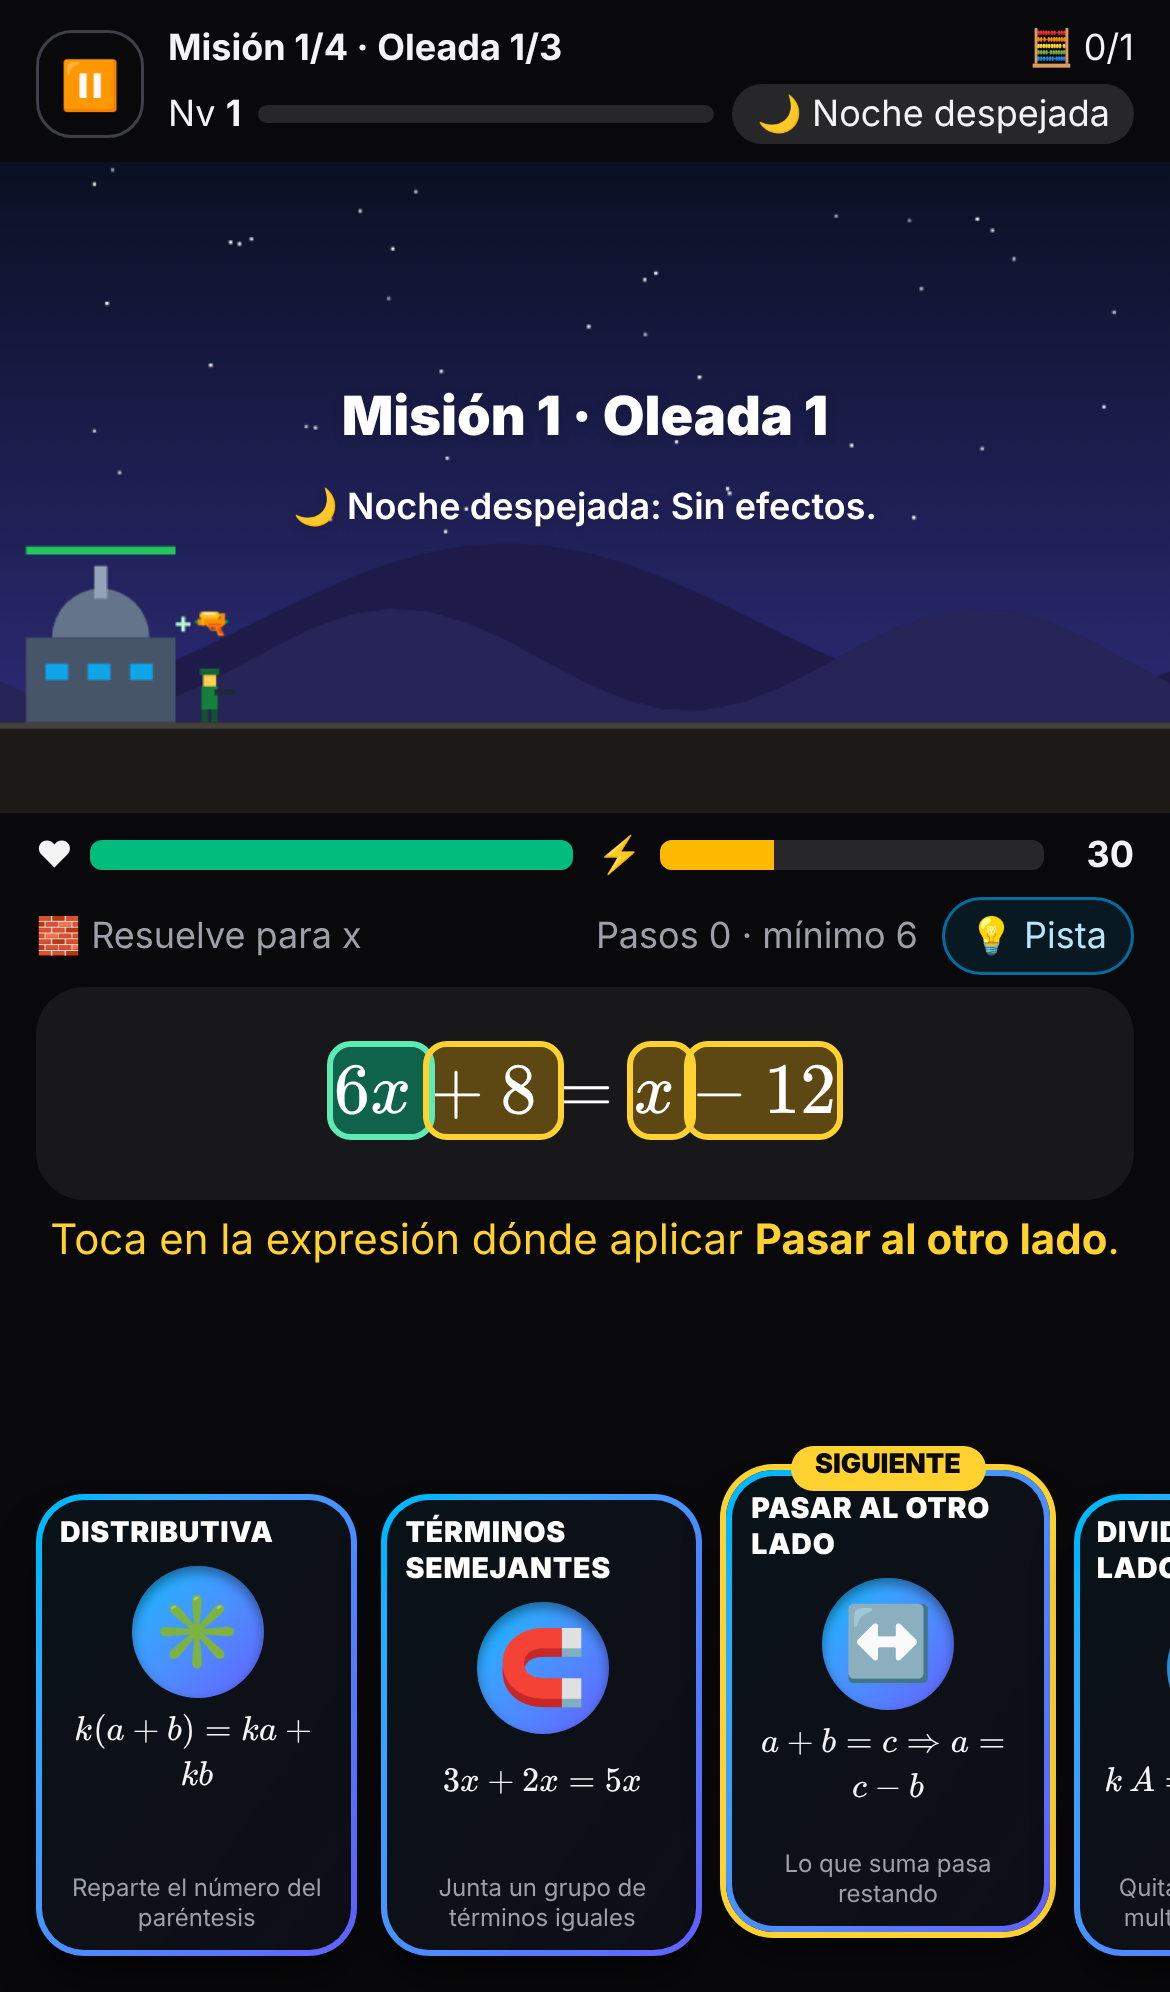 Misión 1/4 · Oleada 1/3
🧮 0/1
Nv 1
🌙 Noche despejada
Misión 1 · Oleada 1
🌙 Noche despejada: Sin efectos.
+
30
🧱 Resuelve para x
Pasos 0 · mínimo 6
💡 Pista
6x + 8 = x − 12
Toca en la expresión dónde aplicar Pasar al otro lado.
DISTRIBUTIVA
k(a + b) = ka +
kb
Reparte el número del
paréntesis
TÉRMINOS
SEMEJANTES
3x + 2x = 5x
Junta un grupo de
términos iguales
SIGUIENTE
PASAR AL OTRO
LADO
a + b = c ⇒ a =
c − b
Lo que suma pasa
restando
k A